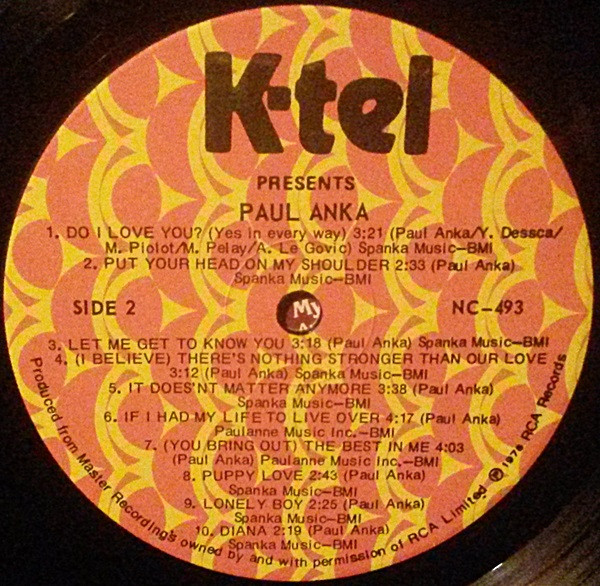 K-tel
PRESENTS
PAUL ANKA
1. DO I LOVE YOU? (Yes in every way) 3:21 (Paul Anka/Y. Dessca/
M. Piolot/M. Pelay/A. Le Govic) Spanka Music—BMI
2. PUT YOUR HEAD ON MY SHOULDER 2:33 (Paul Anka)
Spanka Music—BMI
SIDE 2
NC—493
My
3. LET ME GET TO KNOW YOU 3:18 (Paul Anka) Spanka Music—BMI
4. (I BELIEVE) THERE'S NOTHING STRONGER THAN OUR LOVE
3:12 (Paul Anka) Spanka Music—BMI
5. IT DOES'NT MATTER ANYMORE 3:38 (Paul Anka)
Spanka Music—BMI
6. IF I HAD MY LIFE TO LIVE OVER 4:17 (Paul Anka)
Paulanne Music Inc.—BMI
7. (YOU BRING OUT) THE BEST IN ME 4:03
(Paul Anka) Paulanne Music Inc.—BMI
8. PUPPY LOVE 2:43 (Paul Anka)
Spanka Music—BMI
9. LONELY BOY 2:25 (Paul Anka)
Spanka Music—BMI
10. DIANA 2:19 (Paul Anka)
Spanka Music—BMI
Produced from Master Recordings owned by and with permission of RCA Limited ℗ 1978 RCA Records